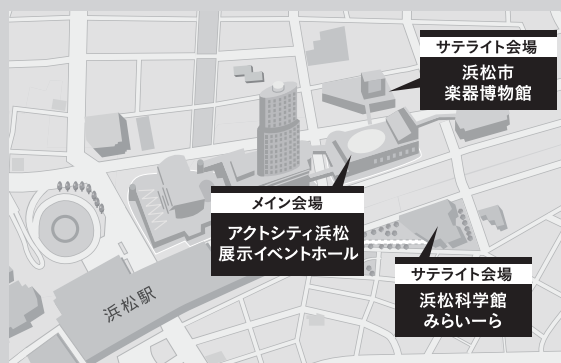 サテライト会場
浜松市
楽器博物館
メイン会場
アクトシティ浜松
展示イベントホール
サテライト会場
浜松科学館
みらいーら
浜松駅